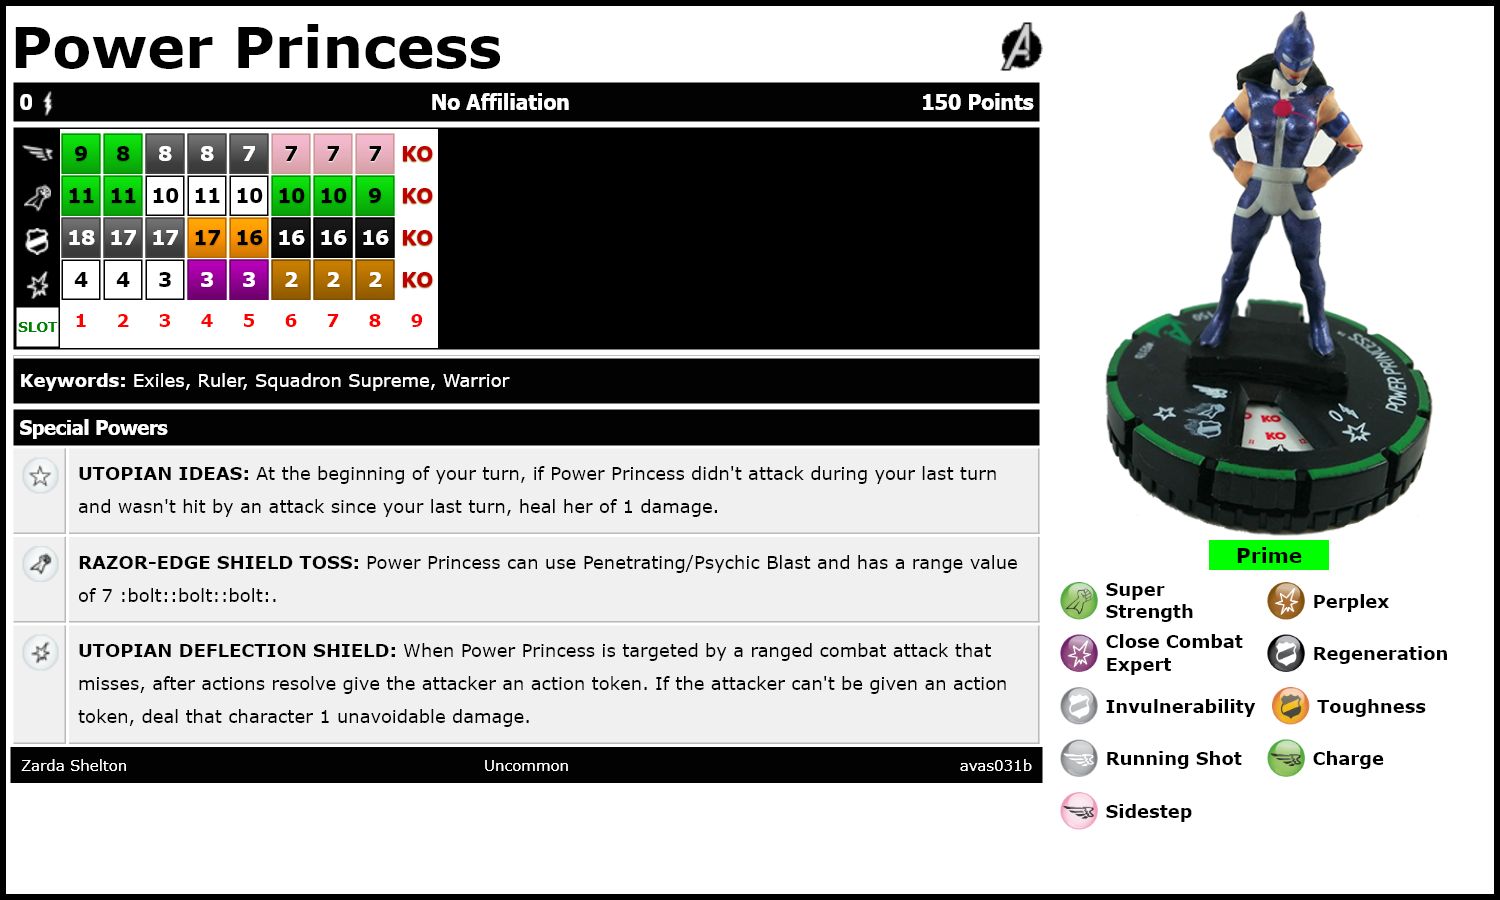 Power Princess
0 No Affiliation 150 Points
9 8 8 8 7 7 7 7 KO
11 11 10 11 10 10 10 9 KO
18 17 17 17 16 16 16 16 KO
4 4 3 3 3 2 2 2 KO
SLOT 1 2 3 4 5 6 7 8 9
Keywords: Exiles, Ruler, Squadron Supreme, Warrior
Special Powers
UTOPIAN IDEAS: At the beginning of your turn, if Power Princess didn't attack during your last turn
and wasn't hit by an attack since your last turn, heal her of 1 damage.
RAZOR-EDGE SHIELD TOSS: Power Princess can use Penetrating/Psychic Blast and has a range value
of 7 :bolt::bolt::bolt:.
UTOPIAN DEFLECTION SHIELD: When Power Princess is targeted by a ranged combat attack that
misses, after actions resolve give the attacker an action token. If the attacker can't be given an action
token, deal that character 1 unavoidable damage.
Zarda Shelton Uncommon avas031b
150
POWER PRINCESS
0
KO
KO
Prime
Super
Strength
Perplex
Close Combat
Expert
Regeneration
Invulnerability
Toughness
Running Shot
Charge
Sidestep